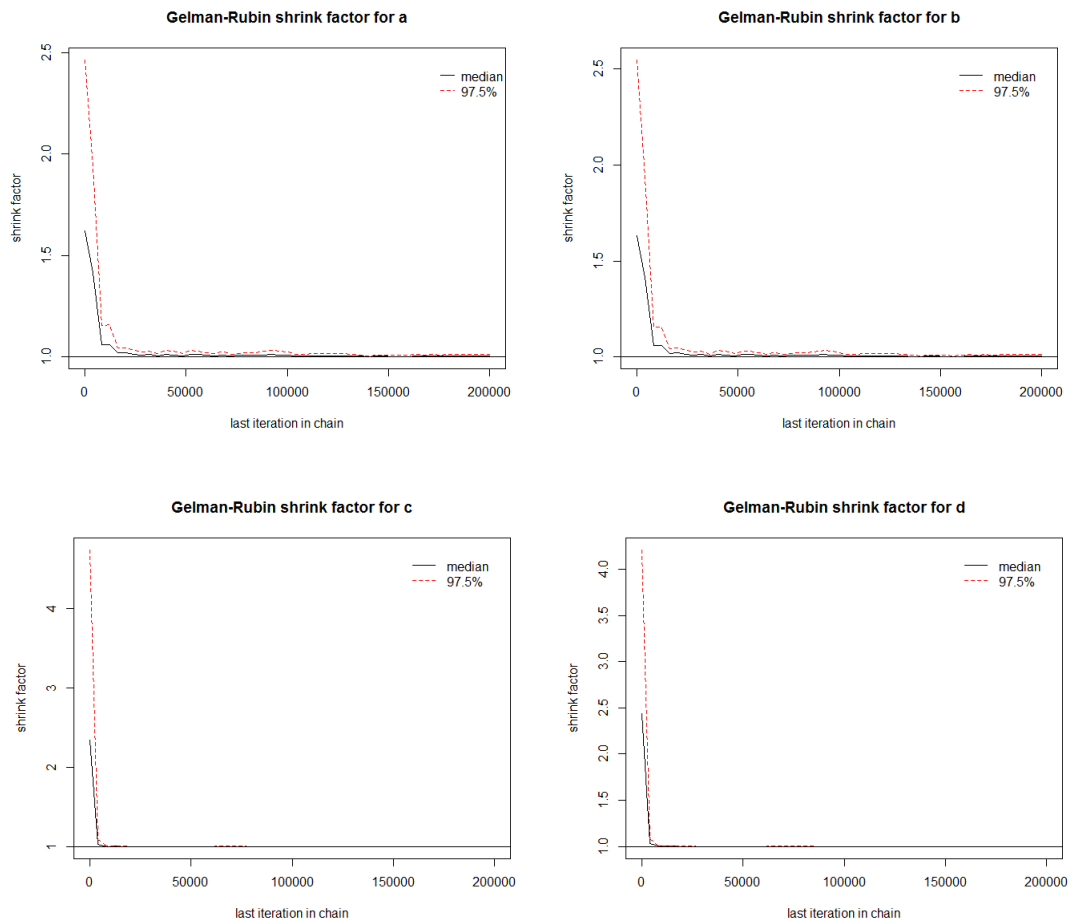 Gelman-Rubin shrink factor for a
median
97.5%
shrink factor
2.5
2.0
1.5
1.0
0
50000
100000
150000
200000
last iteration in chain
Gelman-Rubin shrink factor for b
median
97.5%
shrink factor
2.5
2.0
1.5
1.0
0
50000
100000
150000
200000
last iteration in chain
Gelman-Rubin shrink factor for c
median
97.5%
shrink factor
4
3
2
1
0
50000
100000
150000
200000
last iteration in chain
Gelman-Rubin shrink factor for d
median
97.5%
shrink factor
4.0
3.5
3.0
2.5
2.0
1.5
1.0
0
50000
100000
150000
200000
last iteration in chain